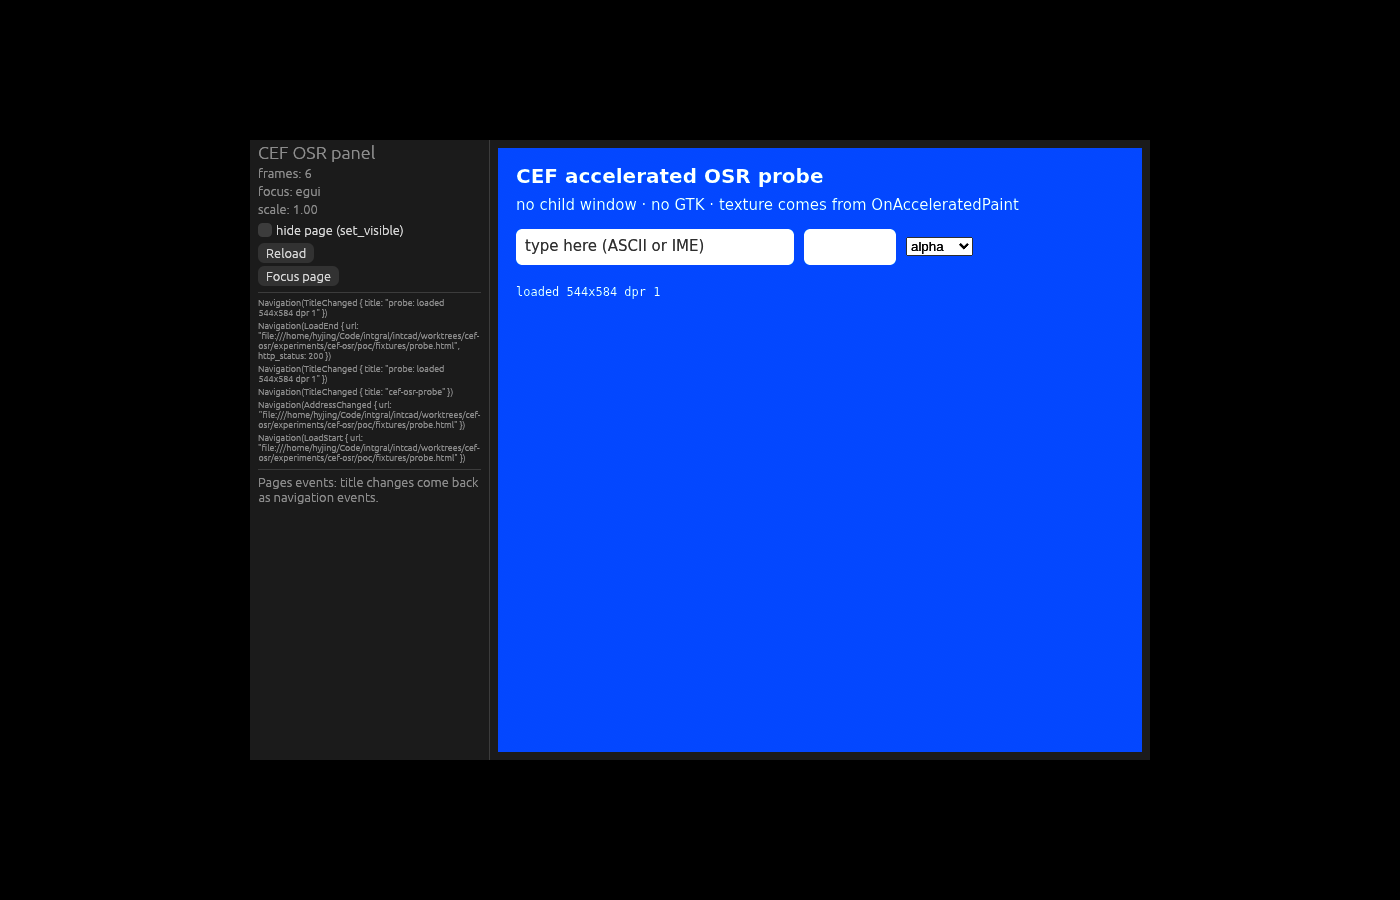 CEF OSR panel
frames: 6
focus: egui
scale: 1.00
hide page (set_visible)
Reload
Focus page
Navigation(TitleChanged { title: "probe: loaded
544x584 dpr 1" })
Navigation(LoadEnd { url:
"file:///home/hyjing/Code/intgral/intcad/worktrees/cef-
osr/experiments/cef-osr/poc/fixtures/probe.html",
http_status: 200 })
Navigation(TitleChanged { title: "probe: loaded
544x584 dpr 1" })
Navigation(TitleChanged { title: "cef-osr-probe" })
Navigation(AddressChanged { url:
"file:///home/hyjing/Code/intgral/intcad/worktrees/cef-
osr/experiments/cef-osr/poc/fixtures/probe.html" })
Navigation(LoadStart { url:
"file:///home/hyjing/Code/intgral/intcad/worktrees/cef-
osr/experiments/cef-osr/poc/fixtures/probe.html" })
Pages events: title changes come back
as navigation events.
CEF accelerated OSR probe
no child window · no GTK · texture comes from OnAcceleratedPaint
type here (ASCII or IME)
alpha
loaded 544x584 dpr 1